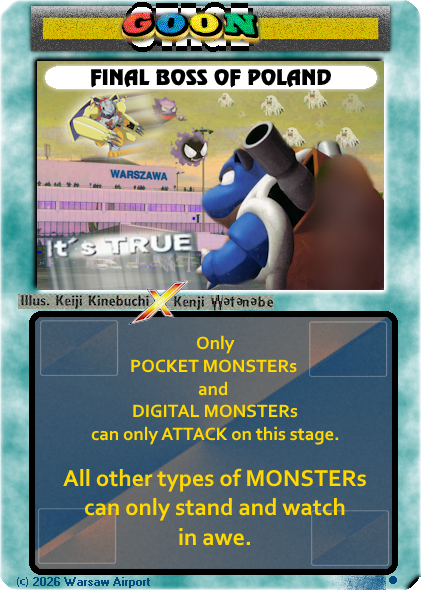 GOON
FINAL BOSS OF POLAND
WARSZAWA
It´s TRUE
Illus. Keiji Kinebuchi X Kenji Wətənəbe
Only
POCKET MONSTERs
and
DIGITAL MONSTERs
can only ATTACK on this stage.
All other types of MONSTERs
can only stand and watch
in awe.
(c) 2026 Warsaw Airport